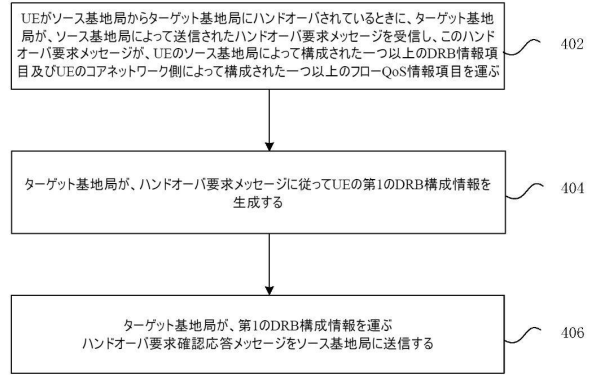 UEがソース基地局からターゲット基地局にハンドオーバされているときに、ターゲット基地
局が、ソース基地局によって送信されたハンドオーバ要求メッセージを受信し、このハンド
オーバ要求メッセージが、UEのソース基地局によって構成された一つ以上のDRB情報項
目及びUEのコアネットワーク側によって構成された一つ以上のフローQoS情報項目を運ぶ
402
ターゲット基地局が、ハンドオーバ要求メッセージに従ってUEの第1のDRB構成情報を
生成する
404
ターゲット基地局が、第1のDRB構成情報を運ぶ
ハンドオーバ要求確認応答メッセージをソース基地局に送信する
406